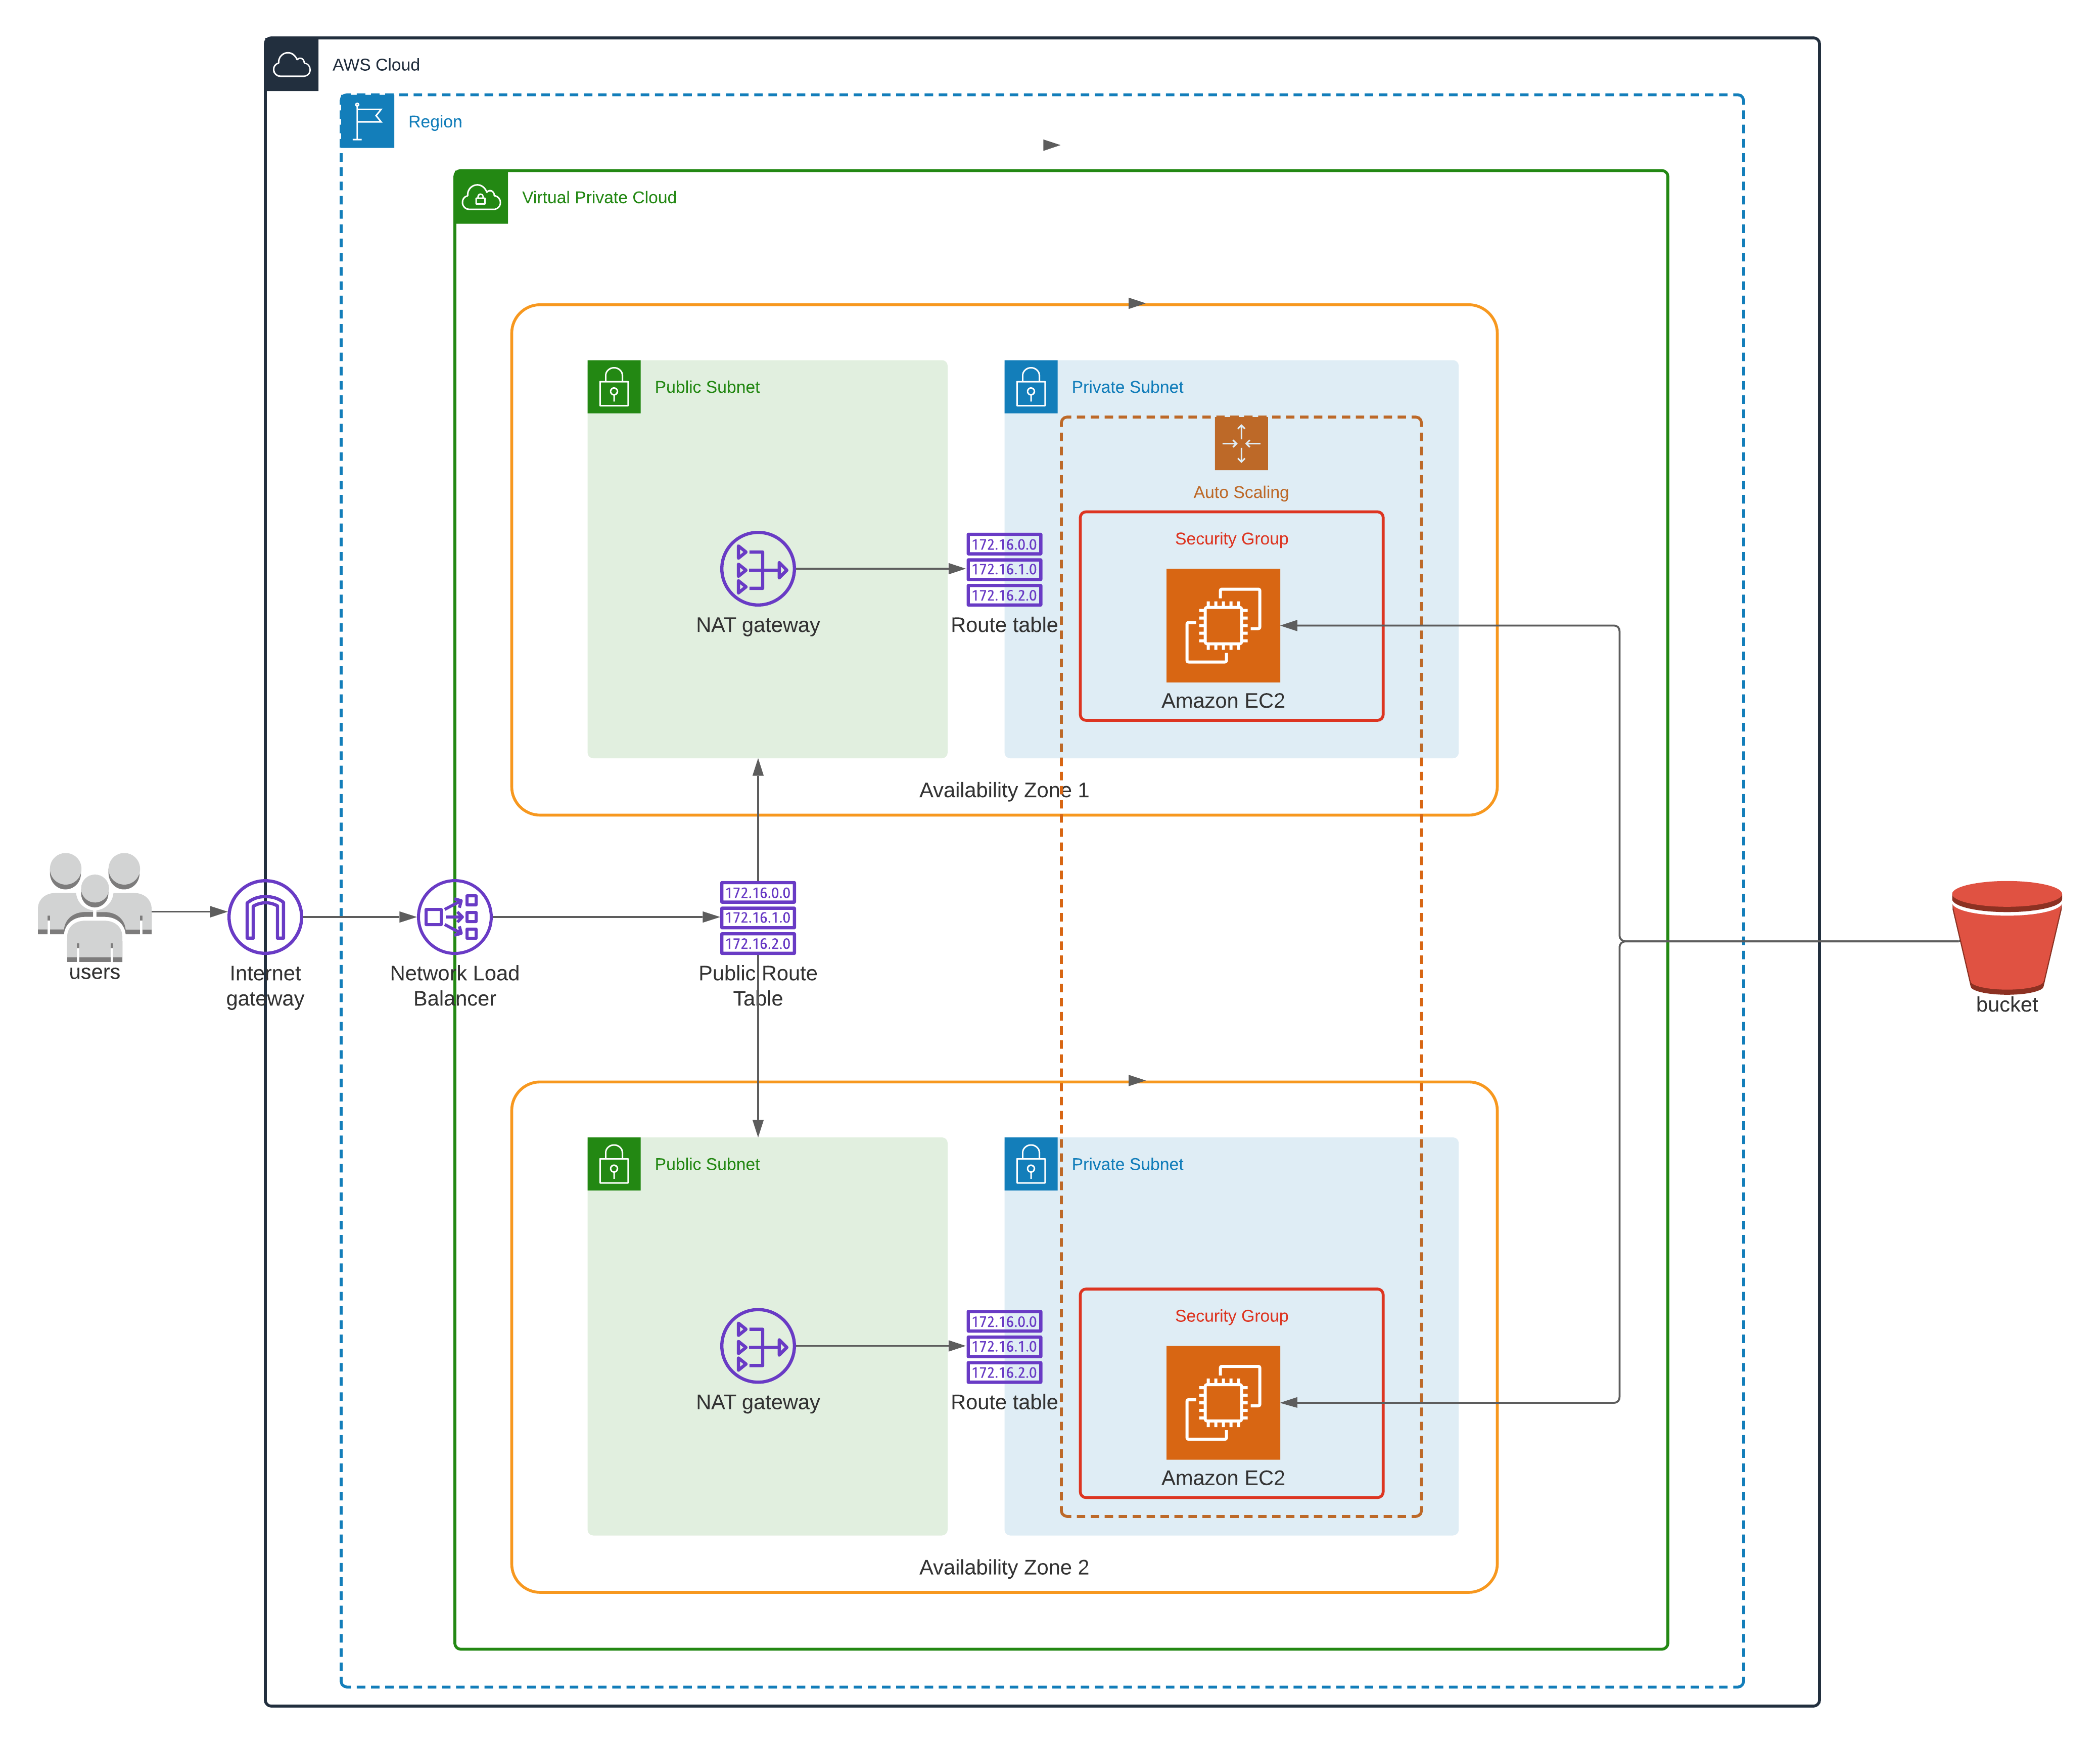 AWS Cloud
Region
Virtual Private Cloud
Public Subnet
Private Subnet
Auto Scaling
Security Group
172.16.0.0
172.16.1.0
172.16.2.0
NAT gateway
Route table
Amazon EC2
Availability Zone 1
users
Internet
gateway
Network Load
Balancer
172.16.0.0
172.16.1.0
172.16.2.0
Public Route
Table
bucket
Public Subnet
Private Subnet
Security Group
172.16.0.0
172.16.1.0
172.16.2.0
NAT gateway
Route table
Amazon EC2
Availability Zone 2